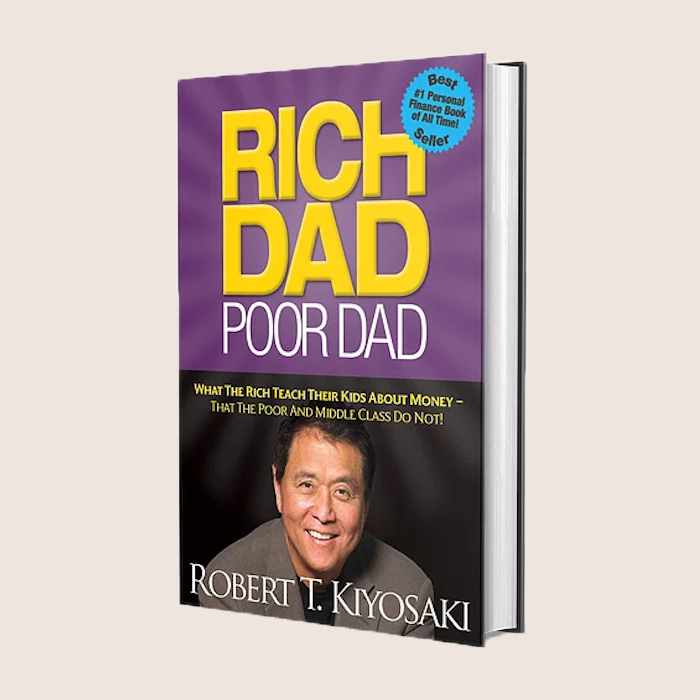 Best
#1 Personal
Finance Book
of All Time!
Seller
RICh
DAD
POOR DAD
What The Rich Teach Their Kids About Money –
That The Poor And Middle Class Do Not!
Robert T. Kiyosaki